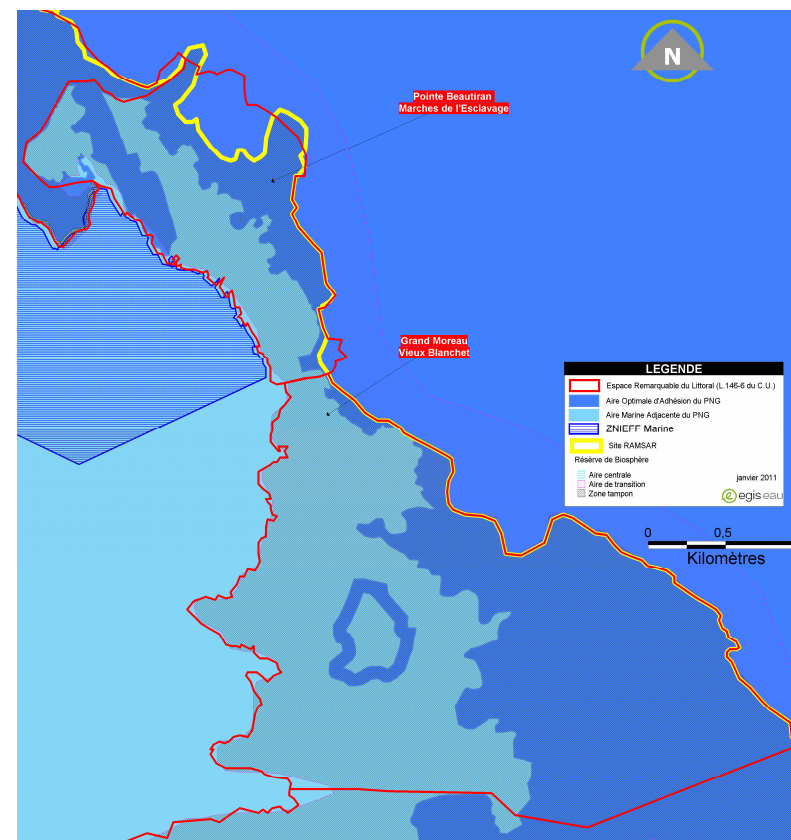 N
Pointe Beautiran
Marches de l'Esclavage
Grand Moreau
Vieux Blanchet
LEGENDE
Espace Remarquable du Littoral (L.146-6 du C.U.)
Aire Optimale d'Adhésion du PNG
Aire Marine Adjacente du PNG
ZNIEFF Marine
Site RAMSAR
Résèrve de Biosphère
Aire centrale
Aire de transition
Zone tampon
janvier 2011
egis eau
0 0,5
Kilomètres